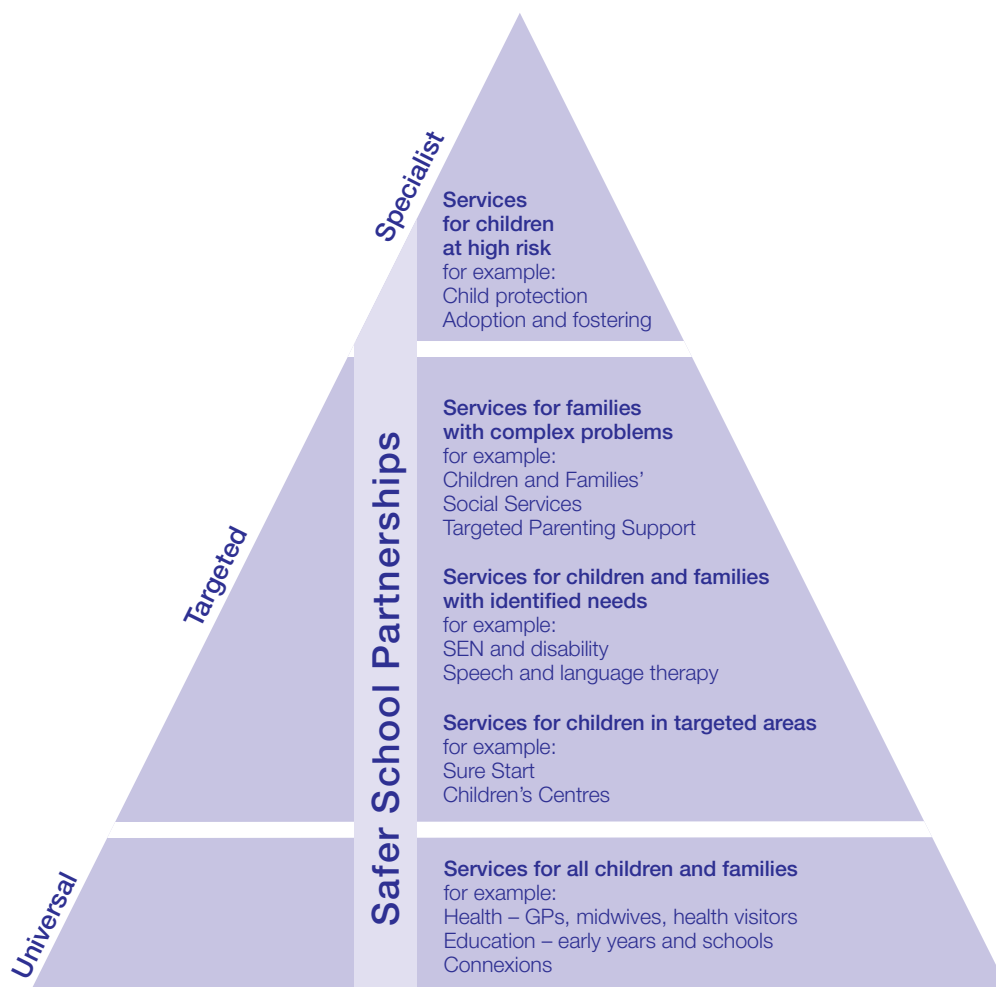 Specialist
Services
for children
at high risk
for example:
Child protection
Adoption and fostering
Targeted
Safer School Partnerships
Services for families
with complex problems
for example:
Children and Families’
Social Services
Targeted Parenting Support
Services for children and families
with identified needs
for example:
SEN and disability
Speech and language therapy
Services for children in targeted areas
for example:
Sure Start
Children’s Centres
Universal
Services for all children and families
for example:
Health – GPs, midwives, health visitors
Education – early years and schools
Connexions